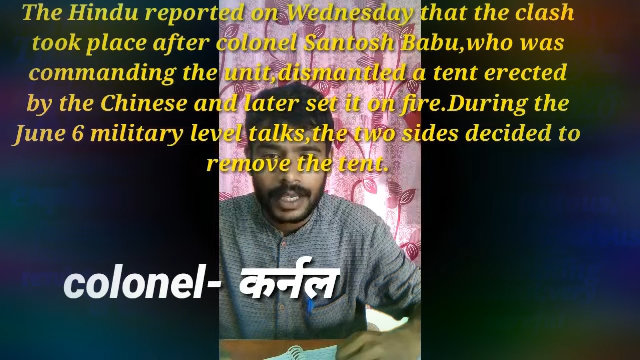 The Hindu reported on Wednesday that the clash
took place after colonel Santosh Babu,who was
commanding the unit,dismantled a tent erected
by the Chinese and later set it on fire.During the
June 6 military level talks,the two sides decided to
remove the tent.
colonel- कर्नल